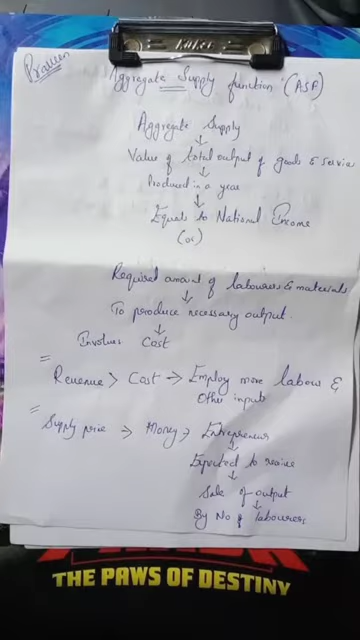 Praveen
Aggregate Supply function (ASF)
Aggregate Supply
↓
Value of total output of goods & service
↓
Produced in a year
↓
Equals to National Income
(or)
Required amount of labourers & materials
↓
To produce necessary output.
↓
Involves Cost
=
Revenue > Cost → Employ more labour &
Other inputs
=
Supply price → Money → Entrepreneur
↓
Expected to receive
↓
Sale of output
↓
By No of labourers
THE PAWS OF DESTINY